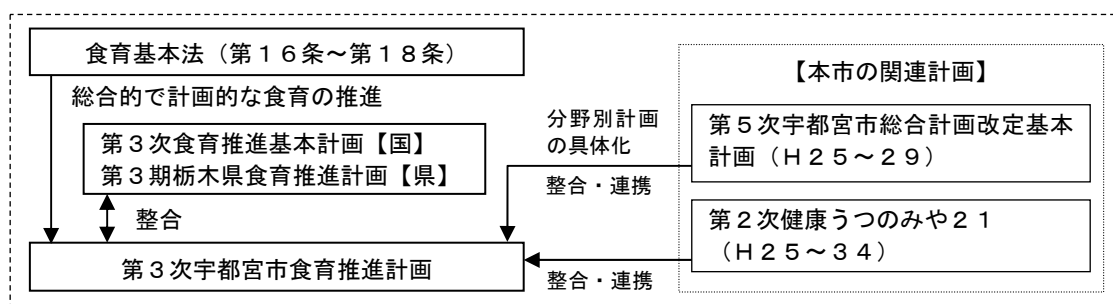 食育基本法（第１６条～第１８条）
総合的で計画的な食育の推進
第３次食育推進基本計画【国】
第３期栃木県食育推進計画【県】
整合
第３次宇都宮市食育推進計画
分野別計画
の具体化
整合・連携
整合・連携
【本市の関連計画】
第５次宇都宮市総合計画改定基本
計画（Ｈ２５～２９）
第２次健康うつのみや２１
（Ｈ２５～３４）